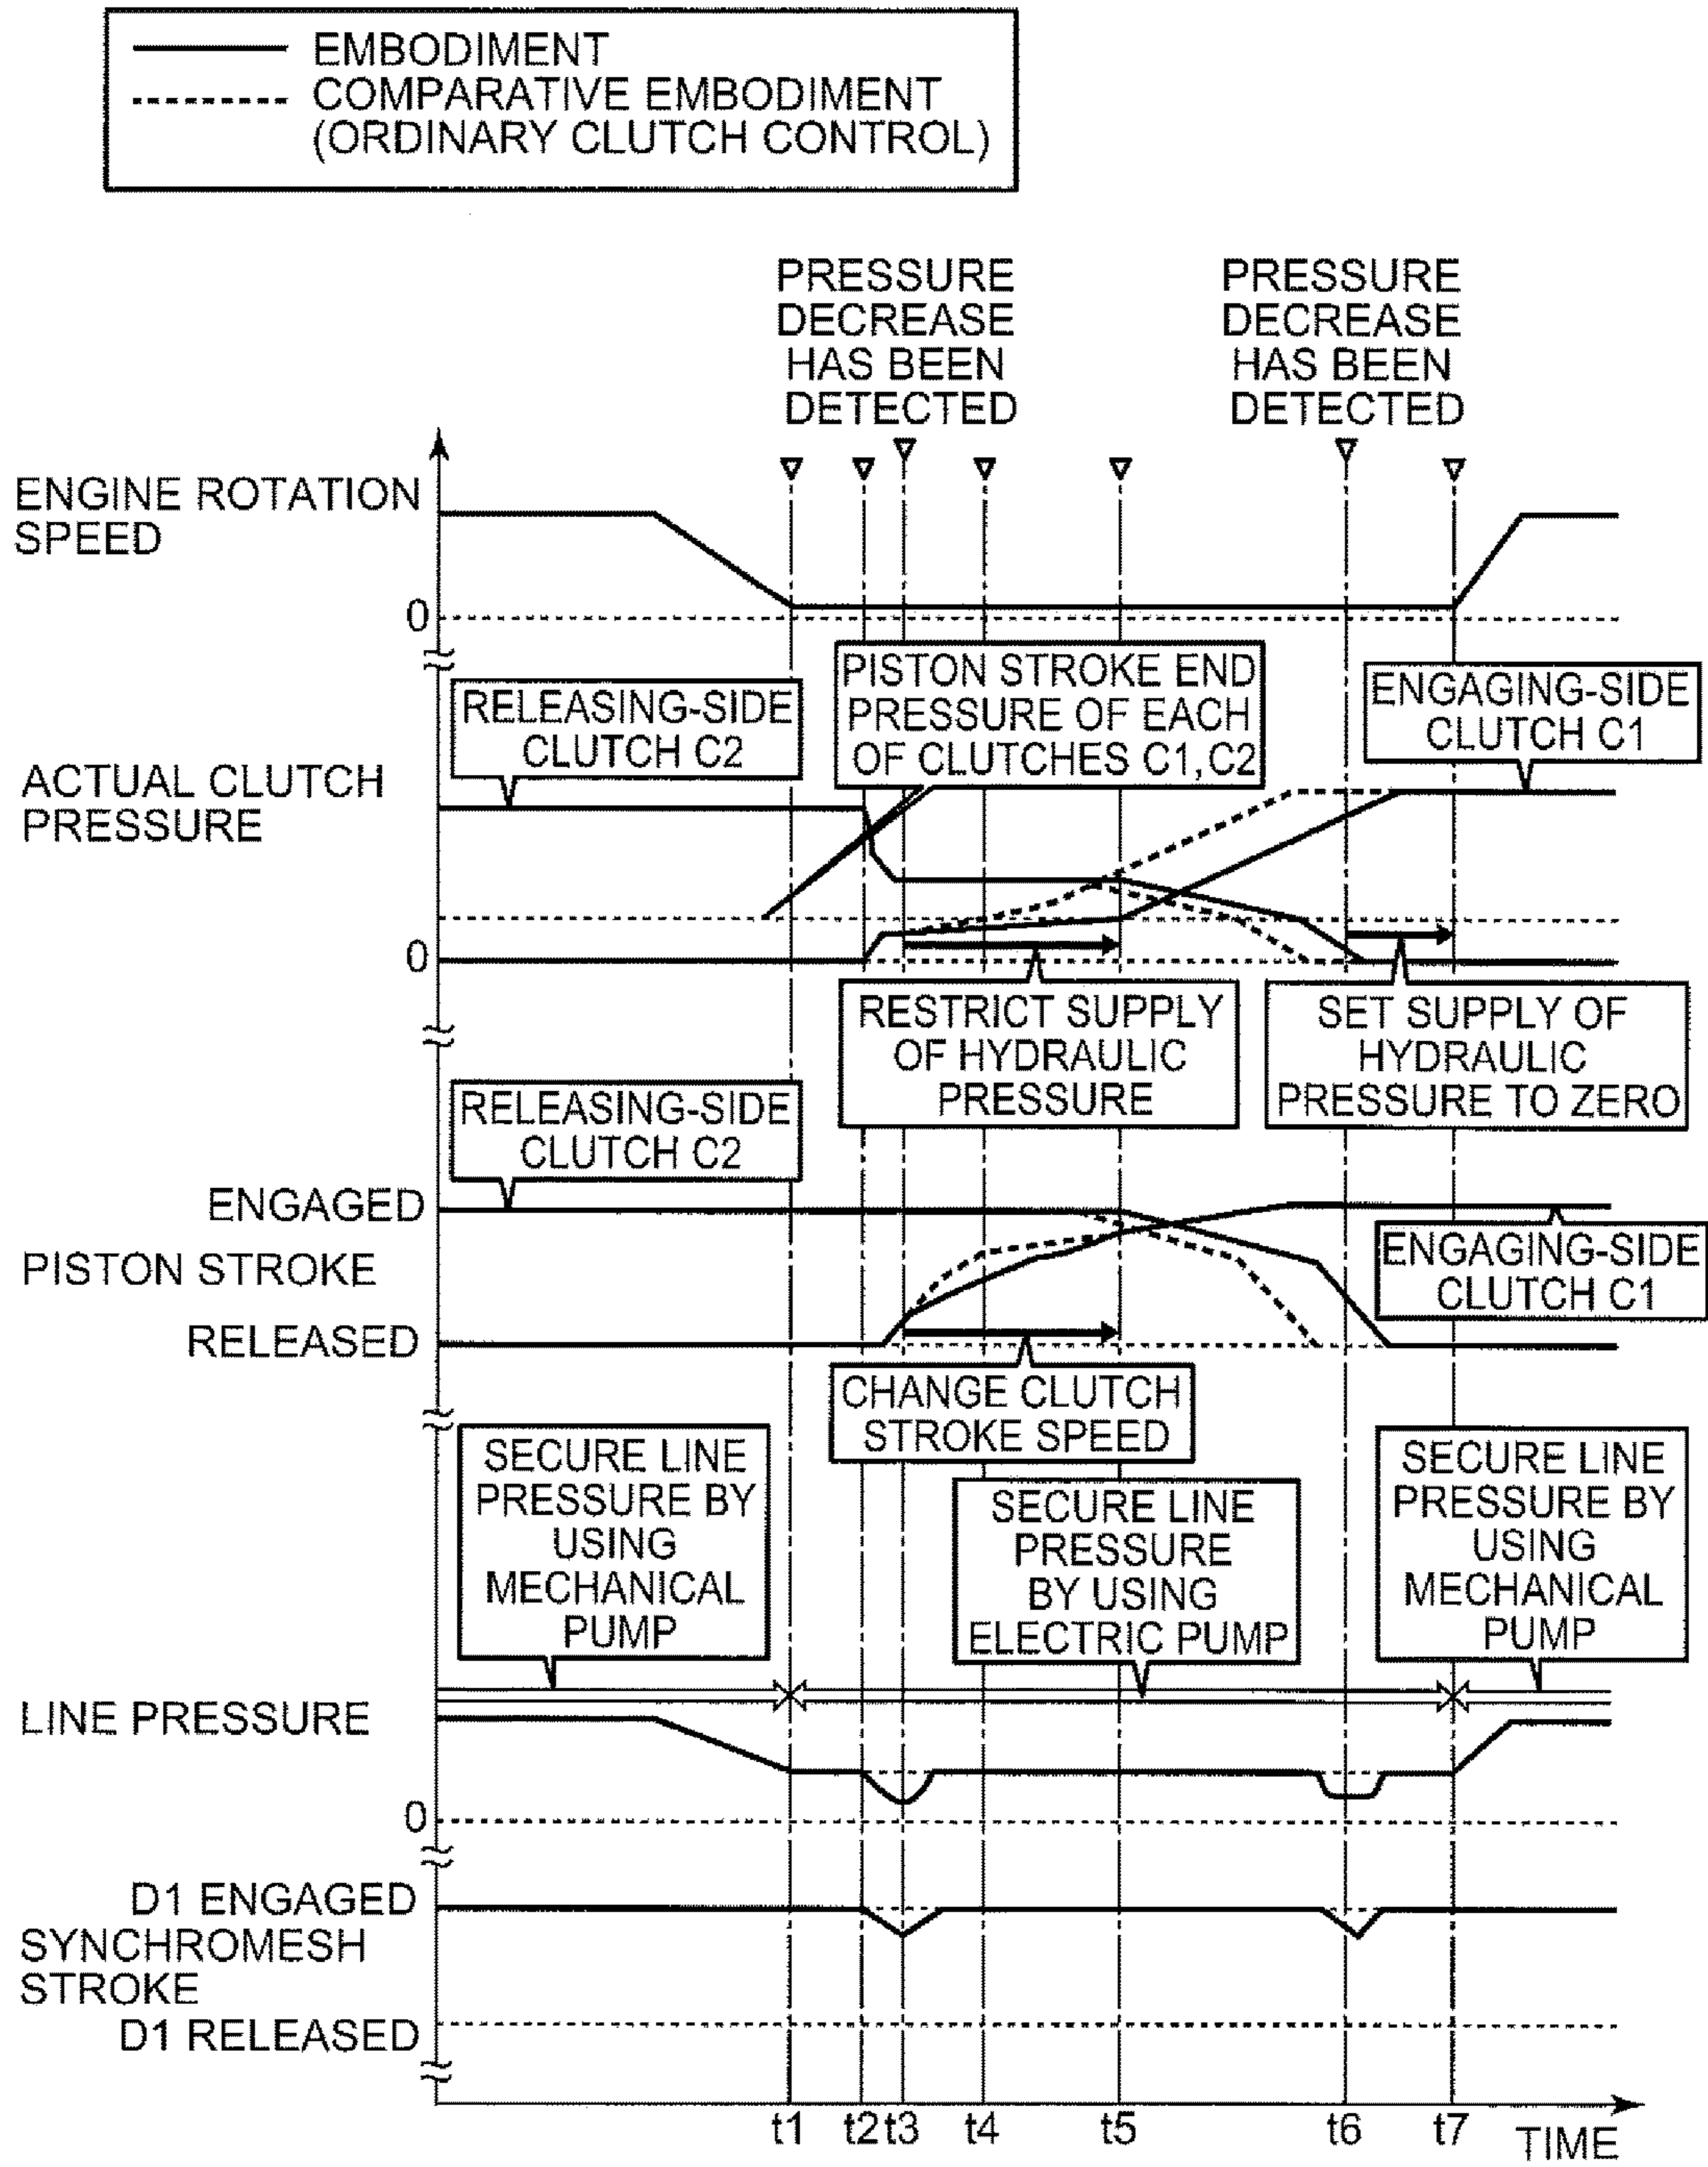 EMBODIMENT
COMPARATIVE EMBODIMENT
(ORDINARY CLUTCH CONTROL)
PRESSURE
DECREASE
HAS BEEN
DETECTED
PRESSURE
DECREASE
HAS BEEN
DETECTED
ENGINE ROTATION
SPEED
0
RELEASING-SIDE
CLUTCH C2
PISTON STROKE END
PRESSURE OF EACH
OF CLUTCHES C1, C2
ENGAGING-SIDE
CLUTCH C1
ACTUAL CLUTCH
PRESSURE
0
RESTRICT SUPPLY
OF HYDRAULIC
PRESSURE
SET SUPPLY OF
HYDRAULIC
PRESSURE TO ZERO
RELEASING-SIDE
CLUTCH C2
ENGAGED
PISTON STROKE
RELEASED
ENGAGING-SIDE
CLUTCH C1
CHANGE CLUTCH
STROKE SPEED
SECURE LINE
PRESSURE BY
USING
MECHANICAL
PUMP
SECURE LINE
PRESSURE
BY USING
ELECTRIC PUMP
SECURE LINE
PRESSURE BY
USING
MECHANICAL
PUMP
LINE PRESSURE
0
D1 ENGAGED
SYNCHROMESH
STROKE
D1 RELEASED
t1 t2 t3 t4 t5 t6 t7
TIME